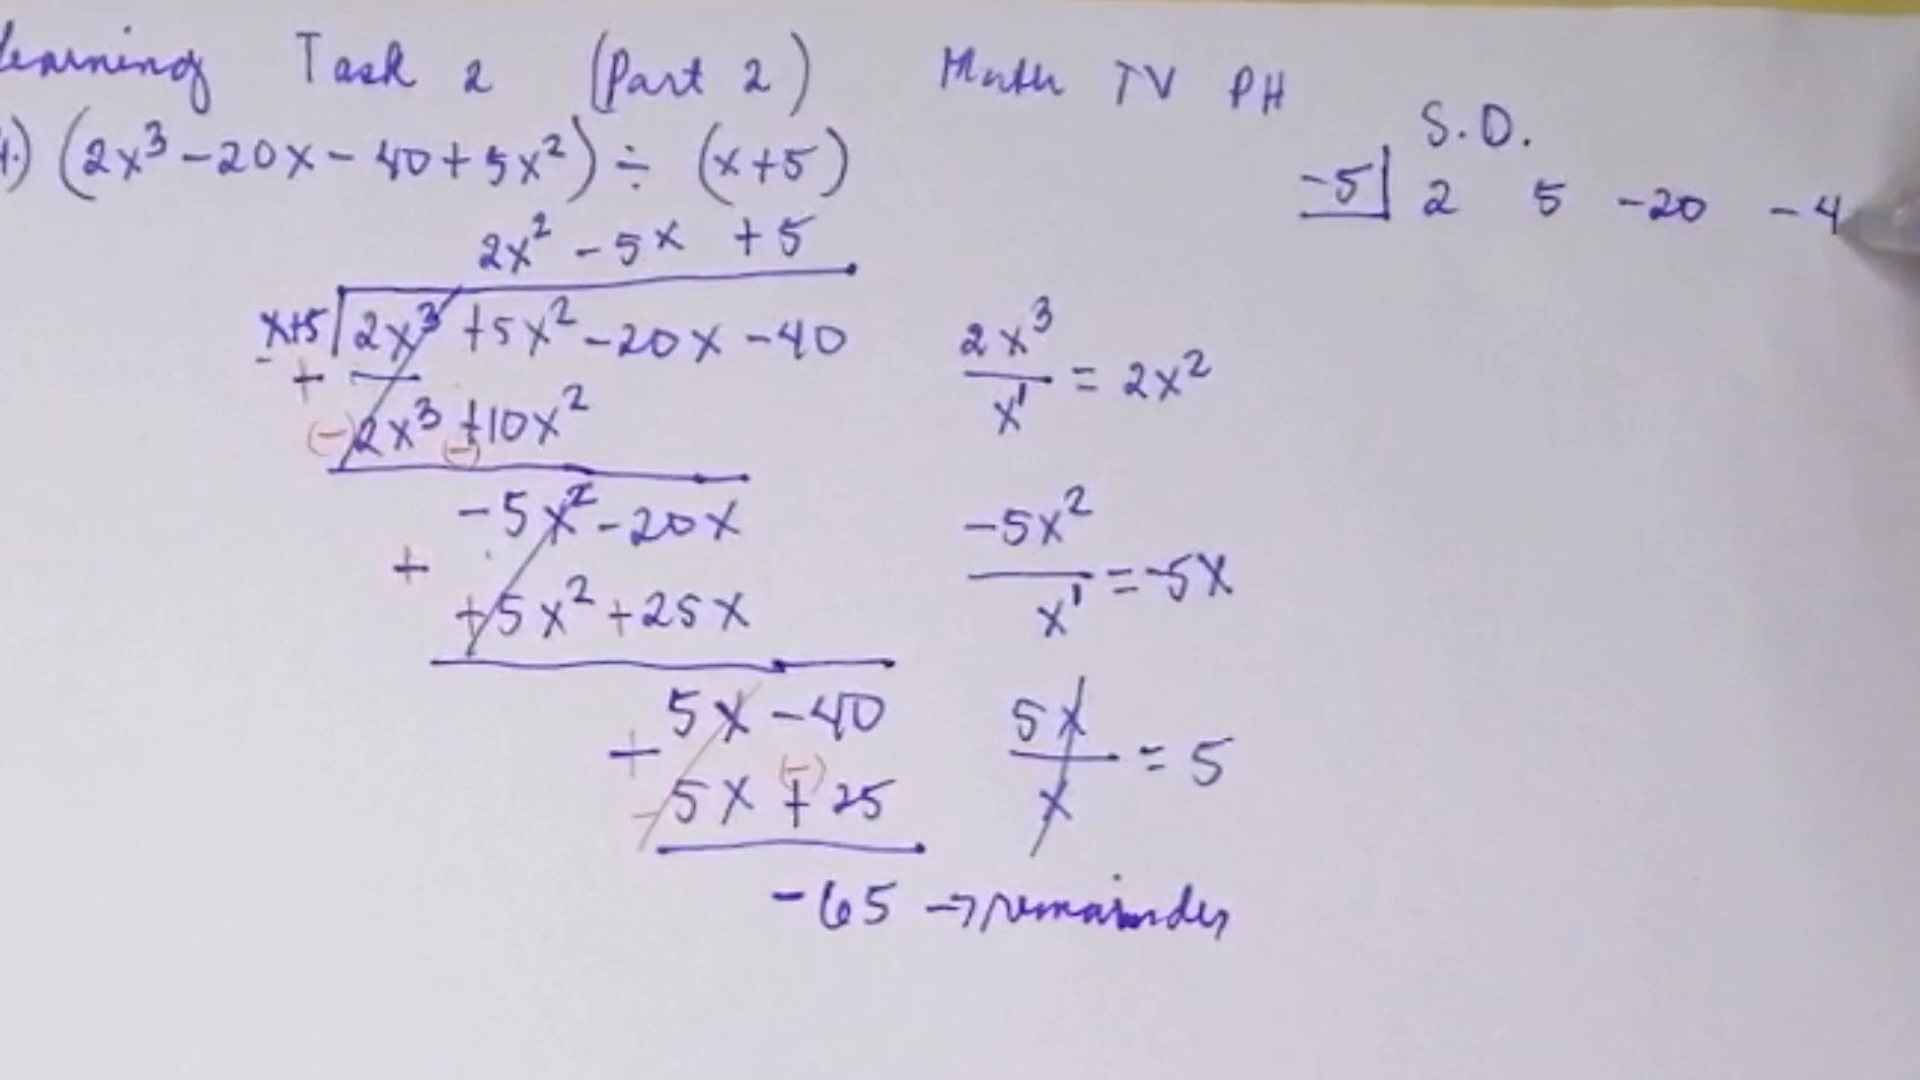 Learning Task 2 (Part 2) Math TV PH
1.) (2x³ - 20x - 40 + 5x²) ÷ (x+5)
2x² - 5x + 5
x+5 2x³ + 5x² - 20x - 40
+
(-) 2x³ + 10x²
(-)
-5x² - 20x
+
+5x² + 25x
5x - 40
+
(-)
- 5x + 25
-65 → remainder
2x³
— = 2x²
x¹
-5x²
— = -5x
x¹
5x
— = 5
x
S.D.
-5| 2 5 -20 -4